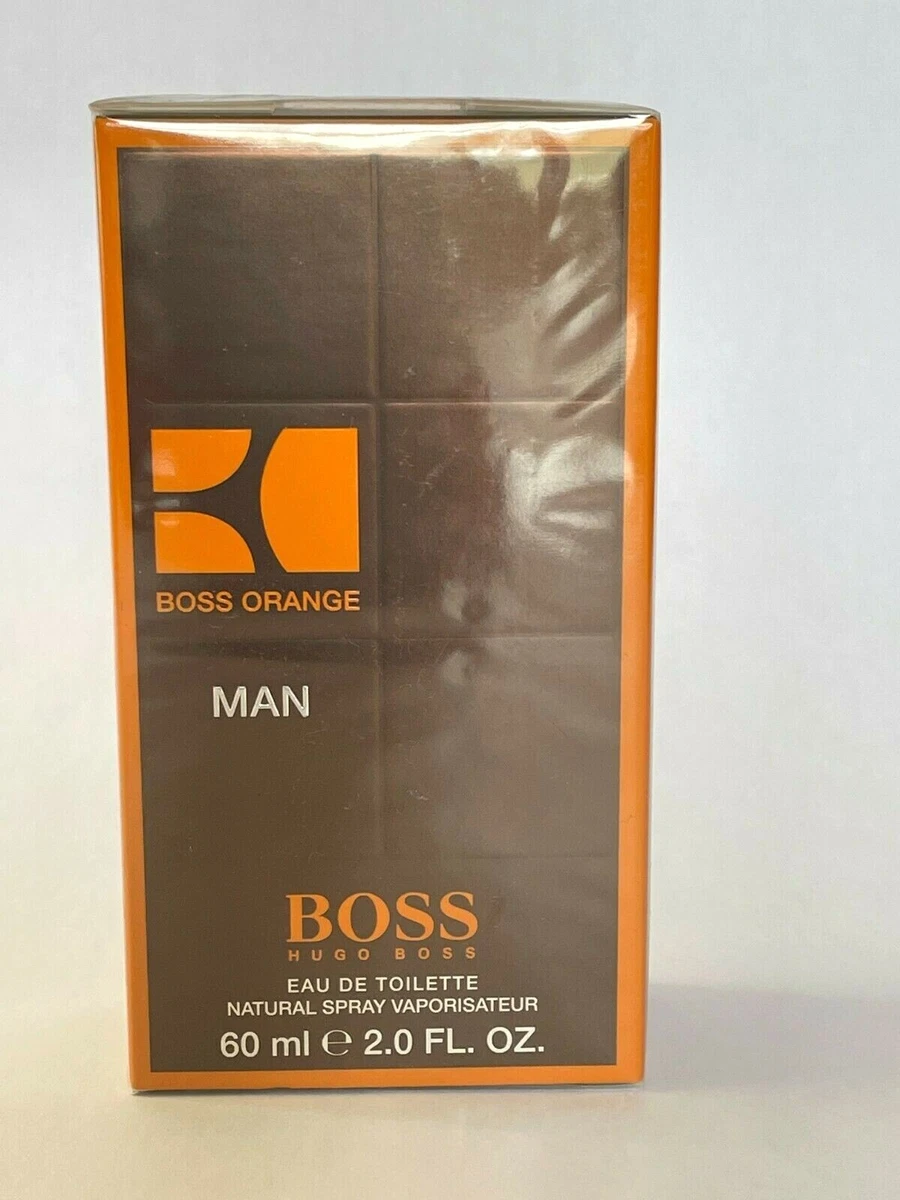 BOSS ORANGE
MAN
BOSS
HUGO BOSS
EAU DE TOILETTE
NATURAL SPRAY VAPORISATEUR
60 ml ℮ 2.0 FL. OZ.